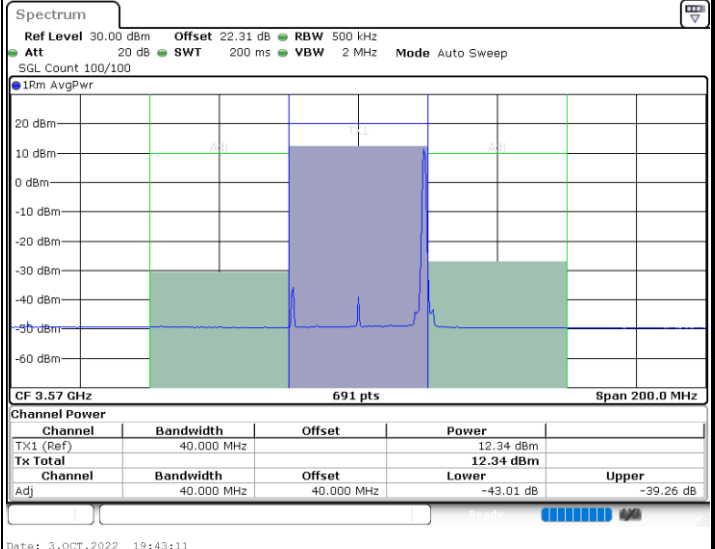 Spectrum
Ref Level 30.00 dBm Offset 22.31 dB RBW 500 kHz
Att 20 dB SWT 200 ms VBW 2 MHz Mode Auto Sweep
SGL Count 100/100
1Rm AvgPwr
20 dBm
TX1
Adj
Adj
10 dBm
0 dBm
-10 dBm
-20 dBm
-30 dBm
-40 dBm
-50 dBm
-60 dBm
CF 3.57 GHz 691 pts Span 200.0 MHz
Channel Power
Channel Bandwidth Offset Power
TX1 (Ref) 40.000 MHz 12.34 dBm
Tx Total 12.34 dBm
Channel Bandwidth Offset Lower Upper
Adj 40.000 MHz 40.000 MHz -43.01 dB -39.26 dB
Ready
Date: 3.OCT.2022 19:43:11